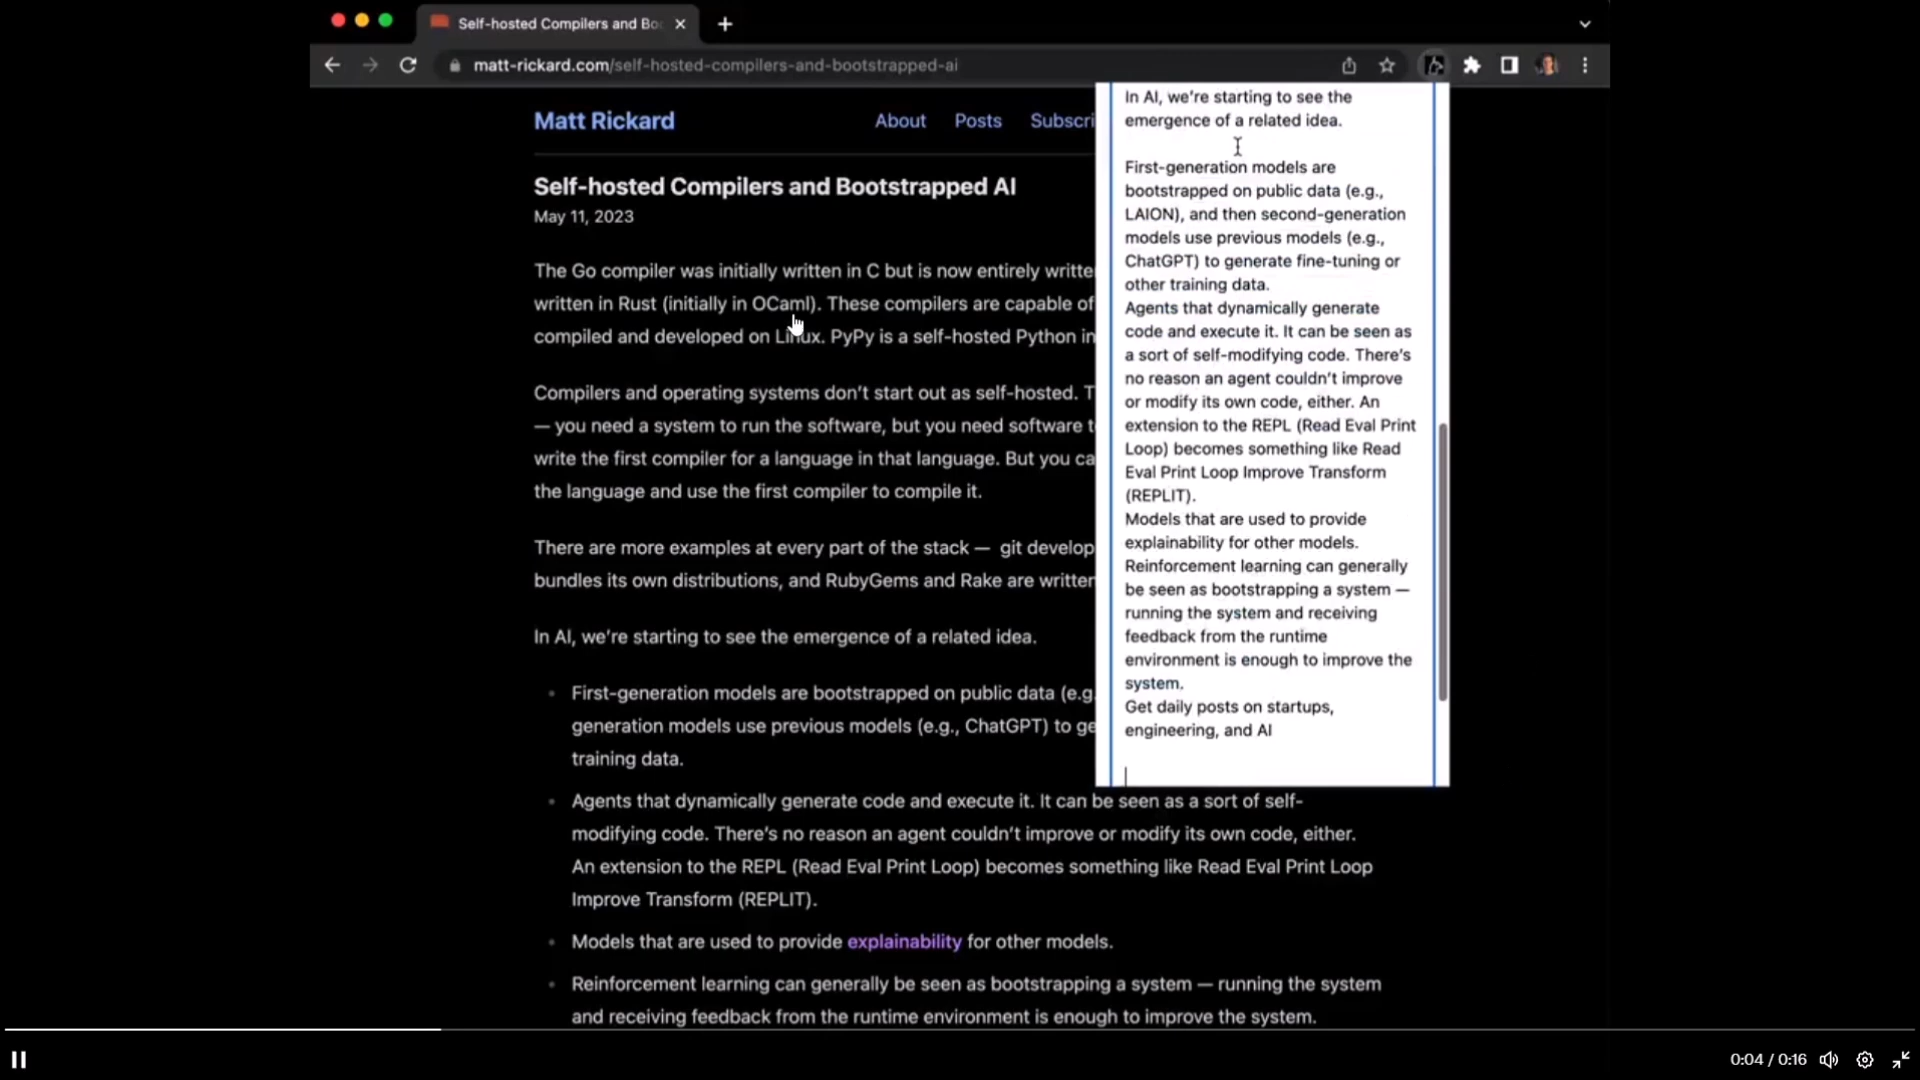 Self-hosted Compilers and Bo
matt-rickard.com/self-hosted-compilers-and-bootstrapped-ai
Matt Rickard
About
Posts
Subscri
Self-hosted Compilers and Bootstrapped AI
May 11, 2023
The Go compiler was initially written in C but is now entirely writte
written in Rust (initially in OCaml). These compilers are capable of
compiled and developed on Linux. PyPy is a self-hosted Python in
Compilers and operating systems don’t start out as self-hosted. T
— you need a system to run the software, but you need software t
write the first compiler for a language in that language. But you ca
the language and use the first compiler to compile it.
There are more examples at every part of the stack — git develop
bundles its own distributions, and RubyGems and Rake are written
In AI, we’re starting to see the emergence of a related idea.
First-generation models are bootstrapped on public data (e.g.
generation models use previous models (e.g., ChatGPT) to ge
training data.
Agents that dynamically generate code and execute it. It can be seen as a sort of self-
modifying code. There’s no reason an agent couldn’t improve or modify its own code, either.
An extension to the REPL (Read Eval Print Loop) becomes something like Read Eval Print Loop
Improve Transform (REPLIT).
Models that are used to provide explainability for other models.
Reinforcement learning can generally be seen as bootstrapping a system — running the system
and receiving feedback from the runtime environment is enough to improve the system.
In AI, we’re starting to see the
emergence of a related idea.
First-generation models are
bootstrapped on public data (e.g.,
LAION), and then second-generation
models use previous models (e.g.,
ChatGPT) to generate fine-tuning or
other training data.
Agents that dynamically generate
code and execute it. It can be seen as
a sort of self-modifying code. There’s
no reason an agent couldn’t improve
or modify its own code, either. An
extension to the REPL (Read Eval Print
Loop) becomes something like Read
Eval Print Loop Improve Transform
(REPLIT).
Models that are used to provide
explainability for other models.
Reinforcement learning can generally
be seen as bootstrapping a system —
running the system and receiving
feedback from the runtime
environment is enough to improve the
system.
Get daily posts on startups,
engineering, and AI
0:04 / 0:16